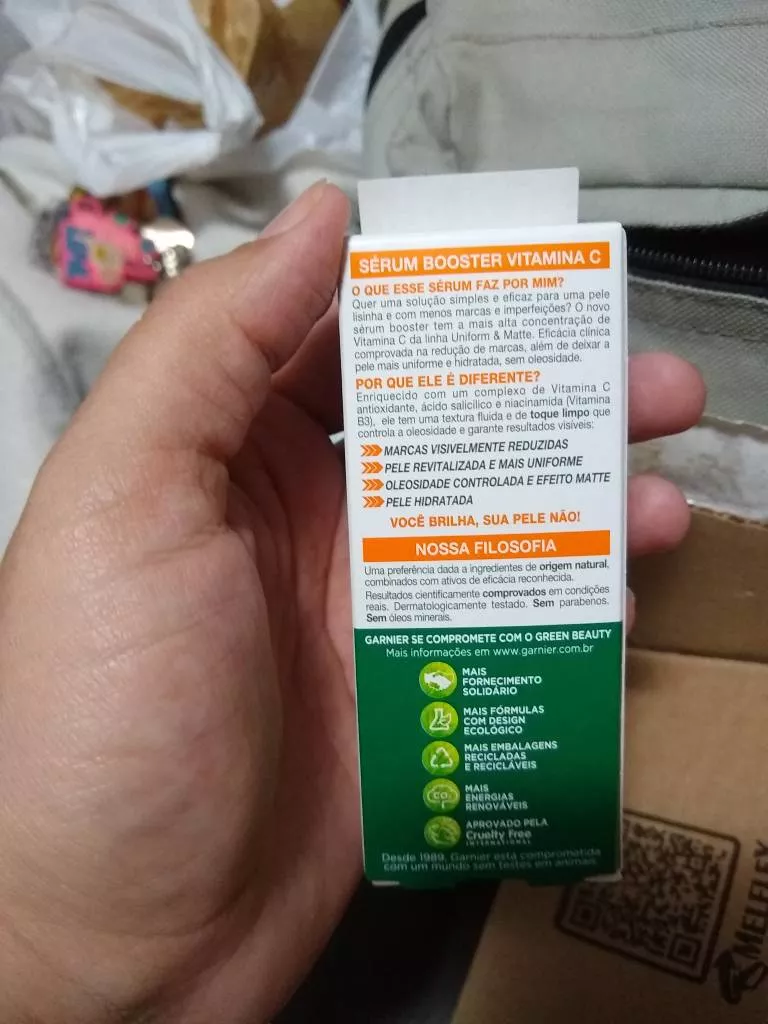 SÉRUM BOOSTER VITAMINA C
O QUE ESSE SÉRUM FAZ POR MIM?
Quer uma solução simples e eficaz para uma pele
lisinha e com menos marcas e imperfeições? O novo
sérum booster tem a mais alta concentração de
Vitamina C da linha Uniform & Matte. Eficácia clínica
comprovada na redução de marcas, além de deixar a
pele mais uniforme e hidratada, sem oleosidade.
POR QUE ELE É DIFERENTE?
Enriquecido com um complexo de Vitamina C
antioxidante, ácido salicílico e niacinamida (Vitamina
B3), ele tem uma textura fluida e de toque limpo que
controla a oleosidade e garante resultados visíveis:
MARCAS VISIVELMENTE REDUZIDAS
PELE REVITALIZADA E MAIS UNIFORME
OLEOSIDADE CONTROLADA E EFEITO MATTE
PELE HIDRATADA
VOCÊ BRILHA, SUA PELE NÃO!
NOSSA FILOSOFIA
Uma preferência dada a ingredientes de origem natural,
combinados com ativos de eficácia reconhecida.
Resultados cientificamente comprovados em condições
reais. Dermatologicamente testado. Sem parabenos.
Sem óleos minerais.
GARNIER SE COMPROMETE COM O GREEN BEAUTY
Mais informações em www.garnier.com.br
MAIS
FORNECIMENTO
SOLIDÁRIO
MAIS FÓRMULAS
COM DESIGN
ECOLÓGICO
MAIS EMBALAGENS
RECICLADAS
E RECICLÁVEIS
CO₂
MAIS
ENERGIAS
RENOVÁVEIS
APROVADO PELA
Cruelty Free
INTERNATIONAL
Desde 1989, Garnier está comprometida
com um mundo sem testes em animais.
MELFLEX